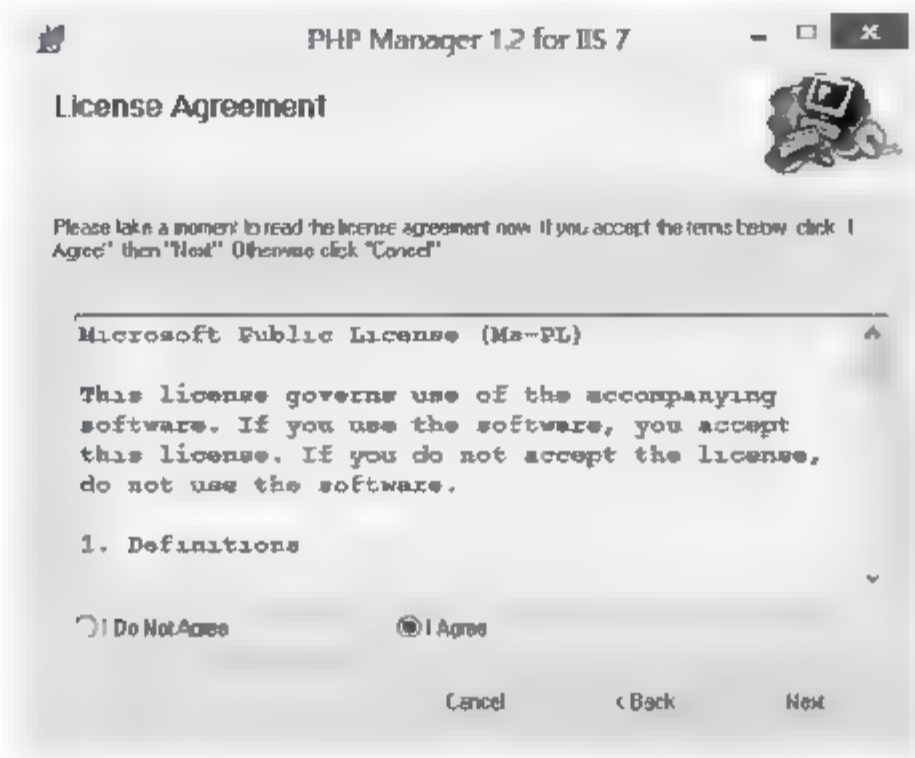 PHP Manager 1.2 for IIS 7
License Agreement
Please take a moment to read the license agreement now. If you accept the terms below, click "I
Agree", then "Next". Otherwise click "Cancel".
Microsoft Public License (Ms-PL)
This license governs use of the accompanying
software. If you use the software, you accept
this license. If you do not accept the license,
do not use the software.
1. Definitions
I Do Not Agree
I Agree
Cancel
< Back
Next